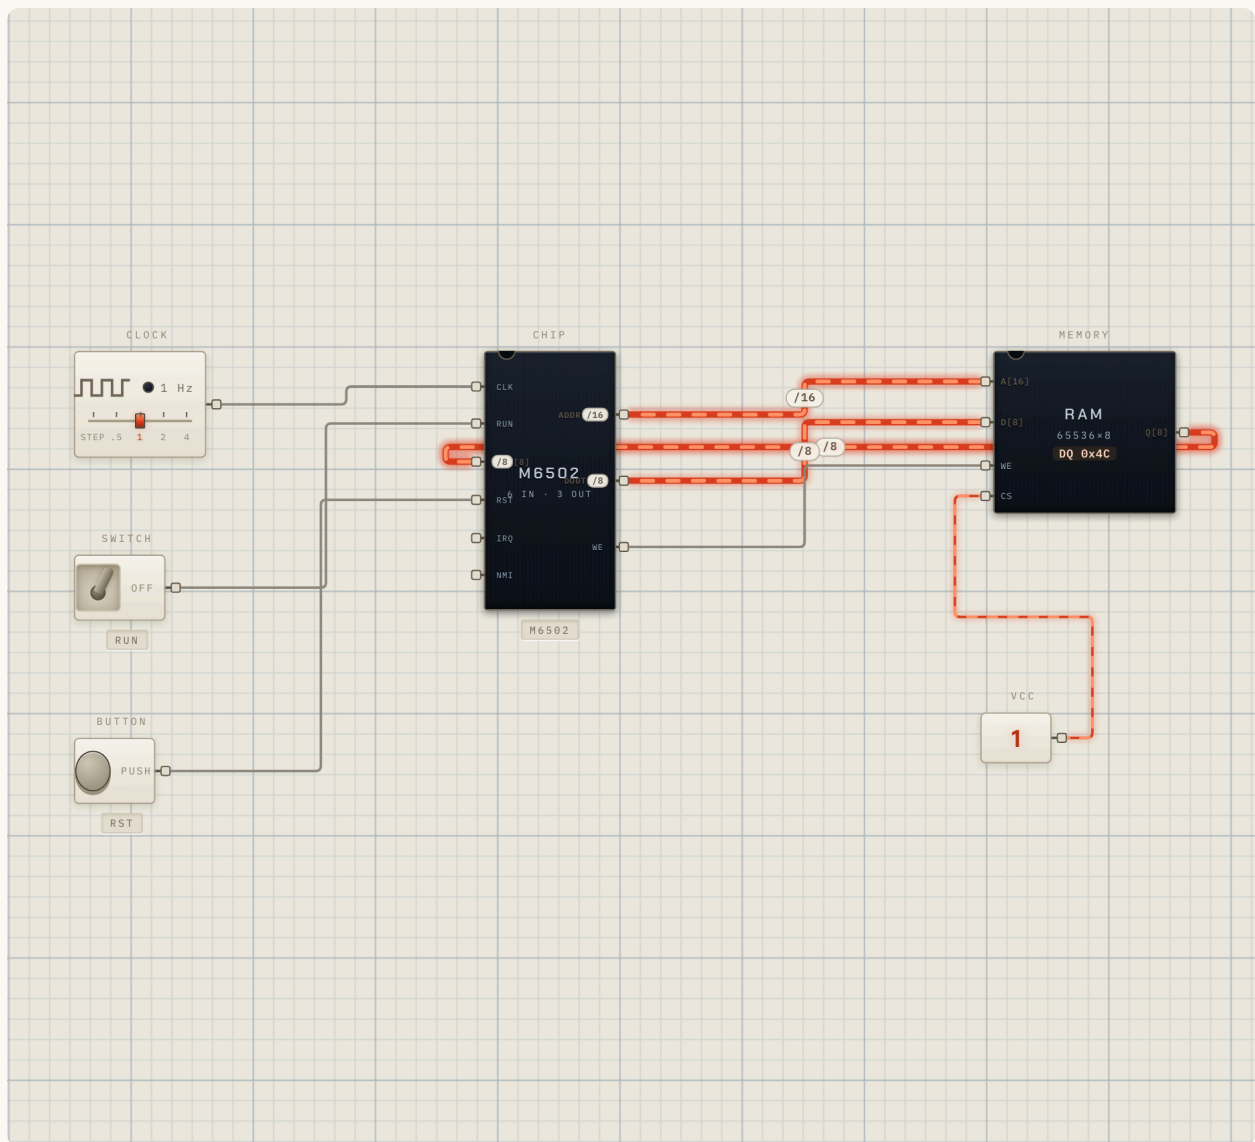 CLOCK
1 Hz
STEP .5 1 2 4
SWITCH
OFF
RUN
BUTTON
PUSH
RST
CHIP
CLK
RUN
ADDR /16
/8 [8]
M6502
DOUT /8
6 IN · 3 OUT
RST
IRQ
WE
NMI
M6502
/16
/8
/8
MEMORY
A[16]
RAM
D[8]
65536×8
Q[8]
DQ 0x4C
WE
CS
VCC
1